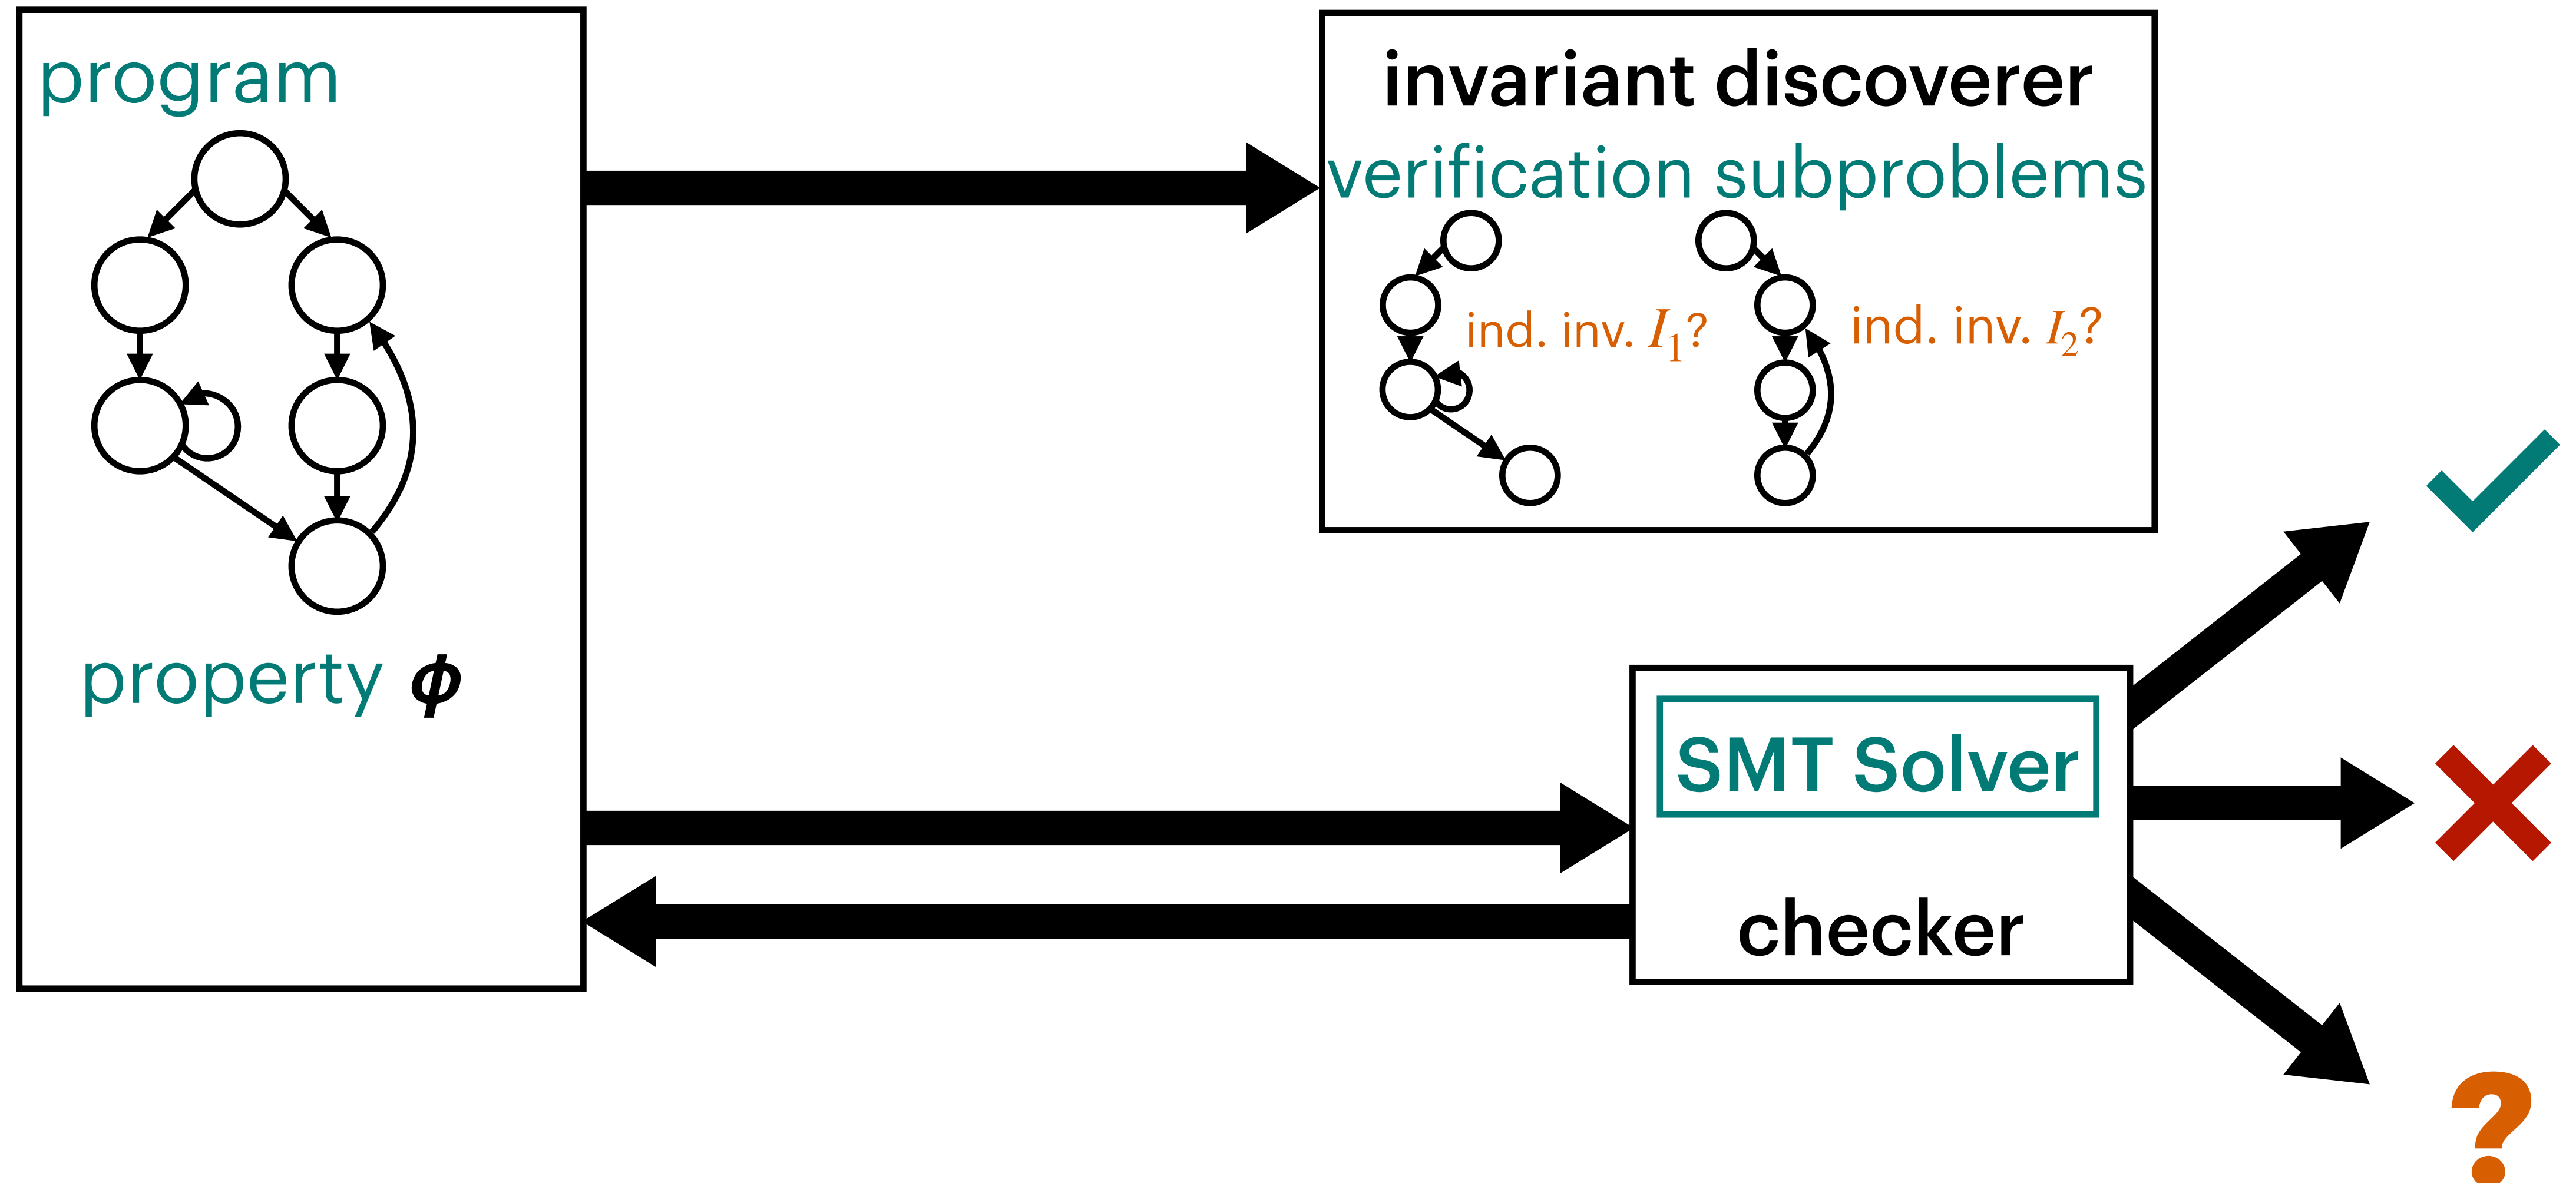 program
property ϕ
invariant discoverer
verification subproblems
ind. inv. I₁?
ind. inv. I₂?
SMT Solver
checker
?